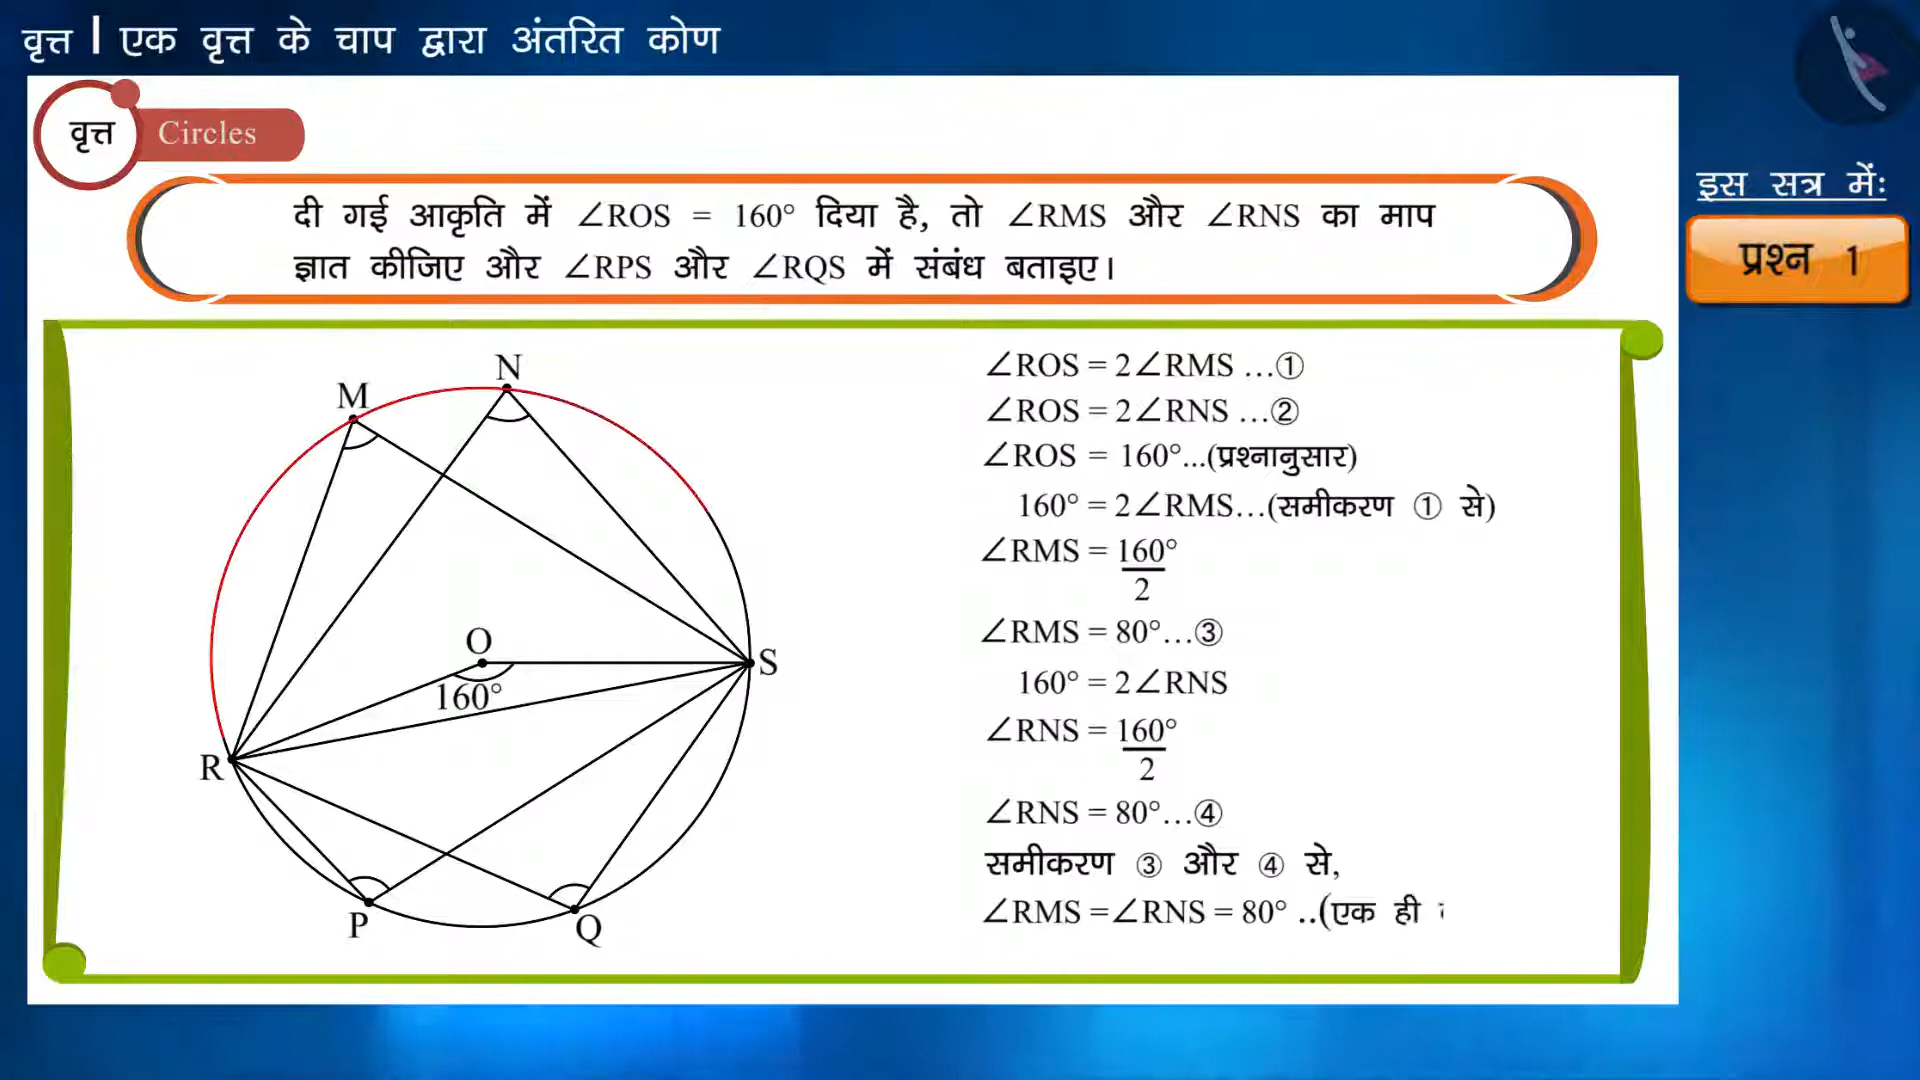 वृत्त | एक वृत्त के चाप द्वारा अंतरित कोण
वृत्त Circles
इस सत्र में:
प्रश्न 1
दी गई आकृति में ∠ROS = 160° दिया है, तो ∠RMS और ∠RNS का माप
ज्ञात कीजिए और ∠RPS और ∠RQS में संबंध बताइए।
N
M
O
160°
S
R
P
Q
∠ROS = 2∠RMS ...①
∠ROS = 2∠RNS ...②
∠ROS = 160°...(प्रश्नानुसार)
160° = 2∠RMS...(समीकरण ① से)
∠RMS = 160°
2
∠RMS = 80°...③
160° = 2∠RNS
∠RNS = 160°
2
∠RNS = 80°...④
समीकरण ③ और ④ से,
∠RMS =∠RNS = 80° ..(एक ही